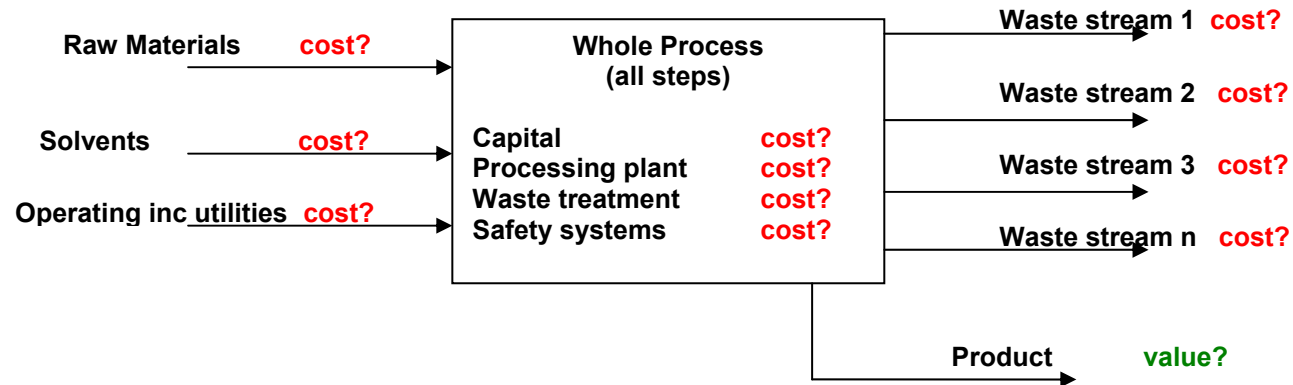 Raw Materials cost?
Solvents cost?
Operating inc utilities cost?
Whole Process
(all steps)
Capital cost?
Processing plant cost?
Waste treatment cost?
Safety systems cost?
Waste stream 1 cost?
Waste stream 2 cost?
Waste stream 3 cost?
Waste stream n cost?
Product value?